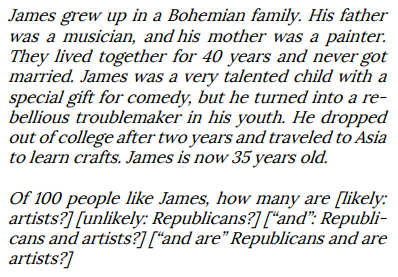 James grew up in a Bohemian family. His father
was a musician, and his mother was a painter.
They lived together for 40 years and never got
married. James was a very talented child with a
special gift for comedy, but he turned into a re-
bellious troublemaker in his youth. He dropped
out of college after two years and traveled to Asia
to learn crafts. James is now 35 years old.

Of 100 people like James, how many are [likely:
artists?] [unlikely: Republicans?] [“and”: Republi-
cans and artists?] [“and are” Republicans and are
artists?]